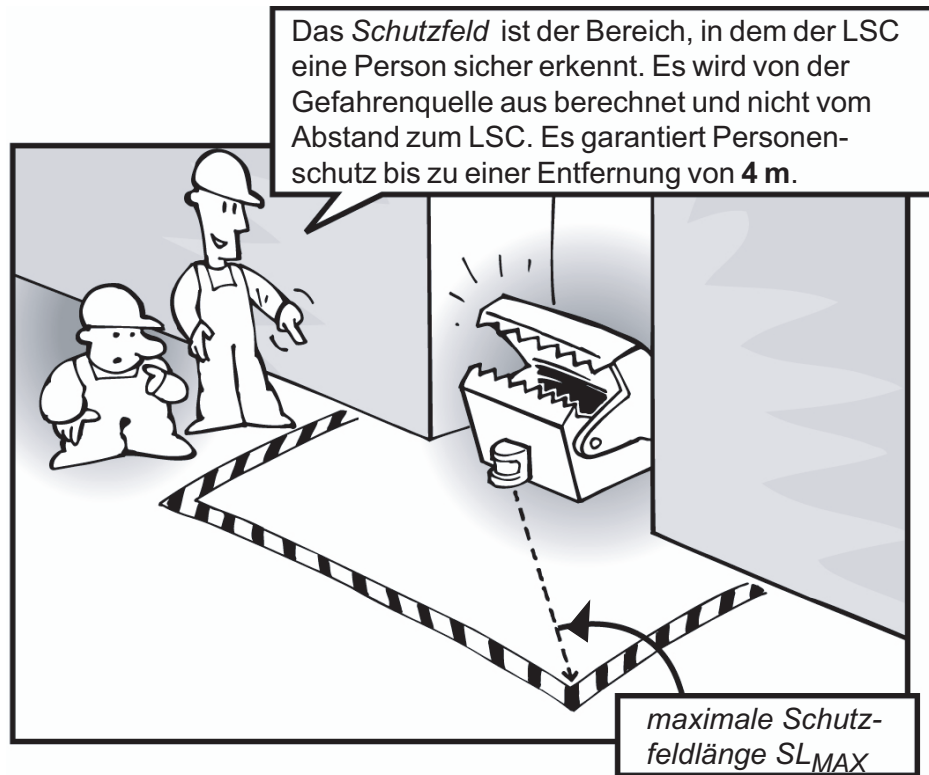 Das Schutzfeld ist der Bereich, in dem der LSC
eine Person sicher erkennt. Es wird von der
Gefahrenquelle aus berechnet und nicht vom
Abstand zum LSC. Es garantiert Personen-
schutz bis zu einer Entfernung von 4 m.
maximale Schutz-
feldlänge SLMAX